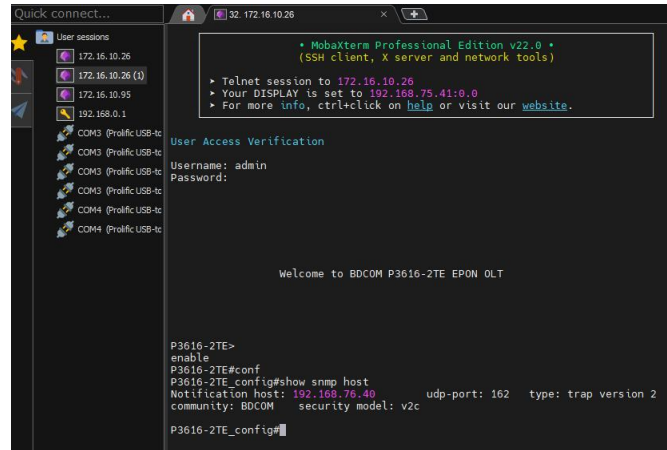 Quick connect...
32. 172.16.10.26
User sessions
172.16.10.26
172.16.10.26 (1)
172.16.10.95
192.168.0.1
COM3 (Prolific USB-to
COM3 (Prolific USB-to
COM3 (Prolific USB-to
COM3 (Prolific USB-to
COM4 (Prolific USB-to
COM4 (Prolific USB-to
• MobaXterm Professional Edition v22.0 •
(SSH client, X server and network tools)
➤ Telnet session to 172.16.10.26
➤ Your DISPLAY is set to 192.168.75.41:0.0
➤ For more info, ctrl+click on help or visit our website.
User Access Verification
Username: admin
Password:
Welcome to BDCOM P3616-2TE EPON OLT
P3616-2TE>
enable
P3616-2TE#conf
P3616-2TE_config#show snmp host
Notification host: 192.168.76.40 udp-port: 162 type: trap version 2
community: BDCOM security model: v2c
P3616-2TE_config#